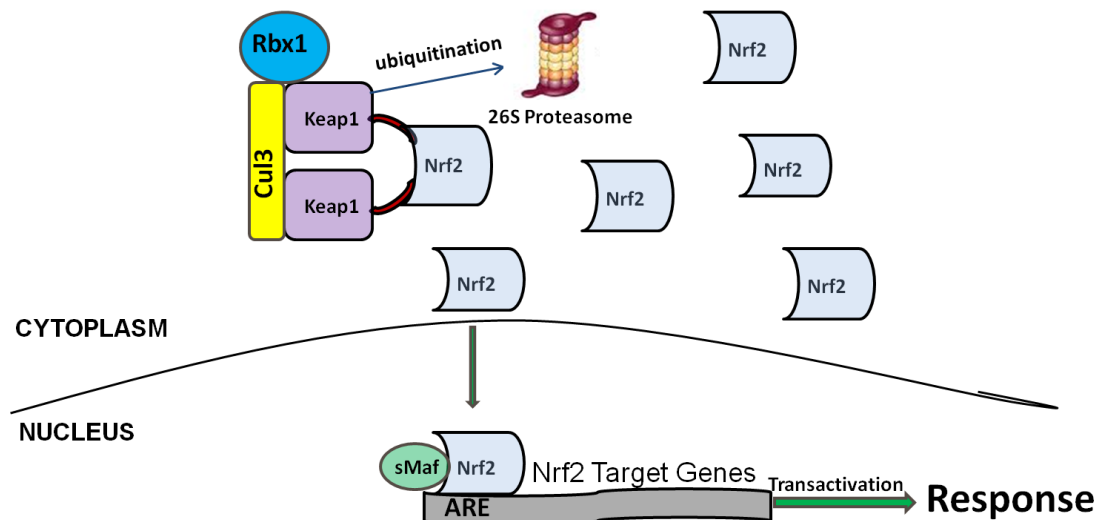 Rbx1
ubiquitination
Nrf2
Keap1
26S Proteasome
Cul3
Nrf2
Nrf2
Nrf2
Keap1
Nrf2
Nrf2
Nrf2
CYTOPLASM
NUCLEUS
sMaf
Nrf2
Nrf2 Target Genes
Transactivation
Response
ARE